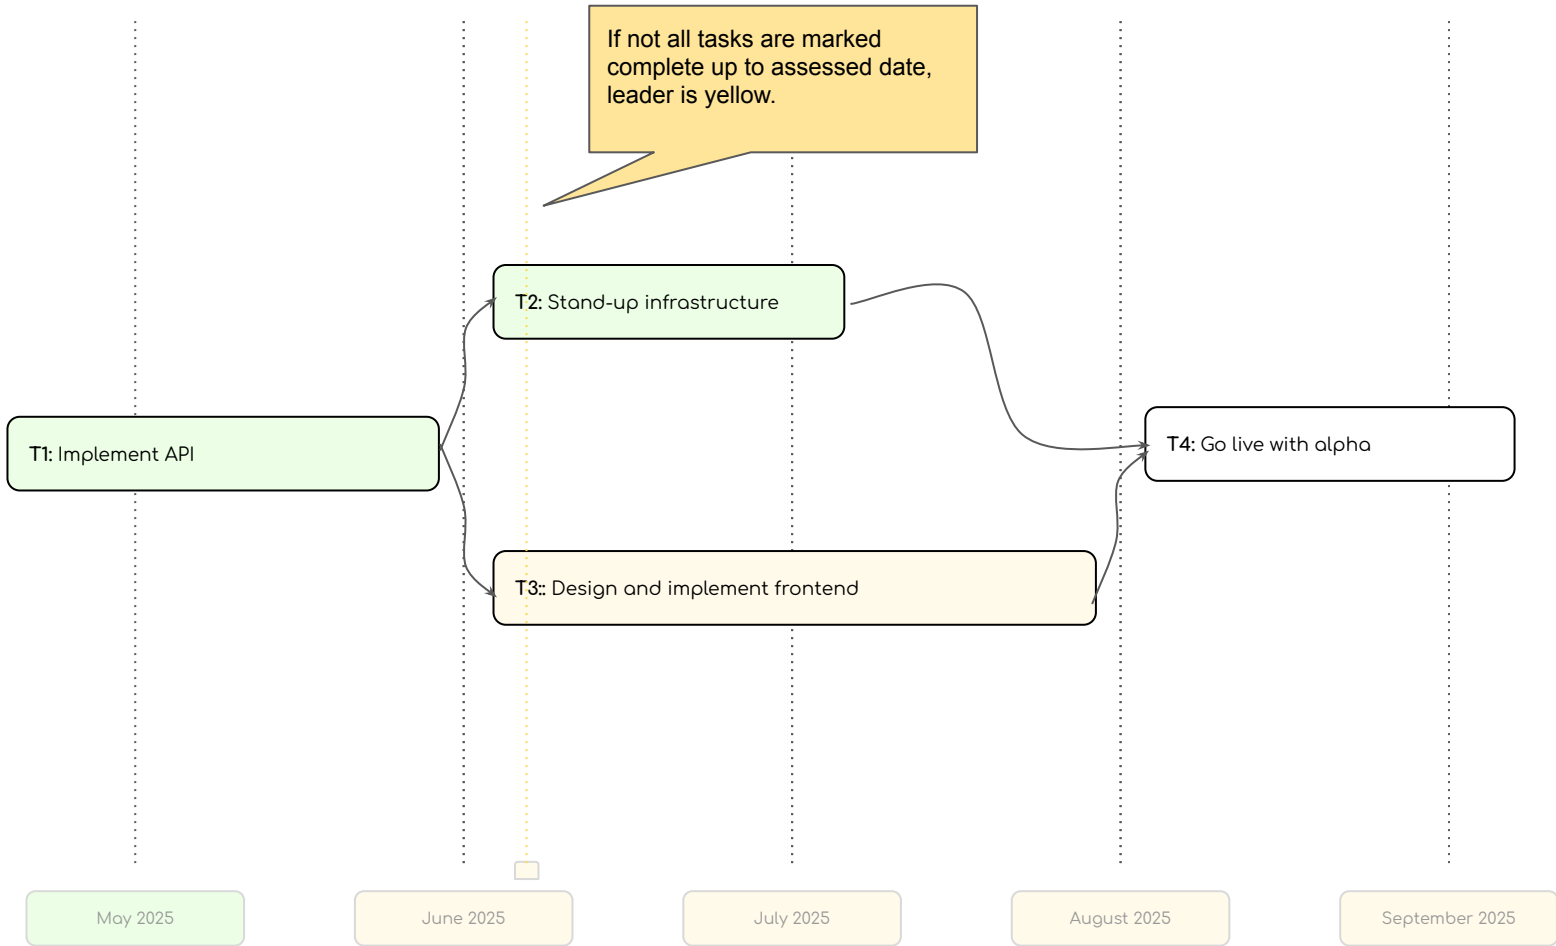 If not all tasks are marked
complete up to assessed date,
leader is yellow.
T2: Stand-up infrastructure
T1: Implement API
T4: Go live with alpha
T3:: Design and implement frontend
May 2025
June 2025
July 2025
August 2025
September 2025